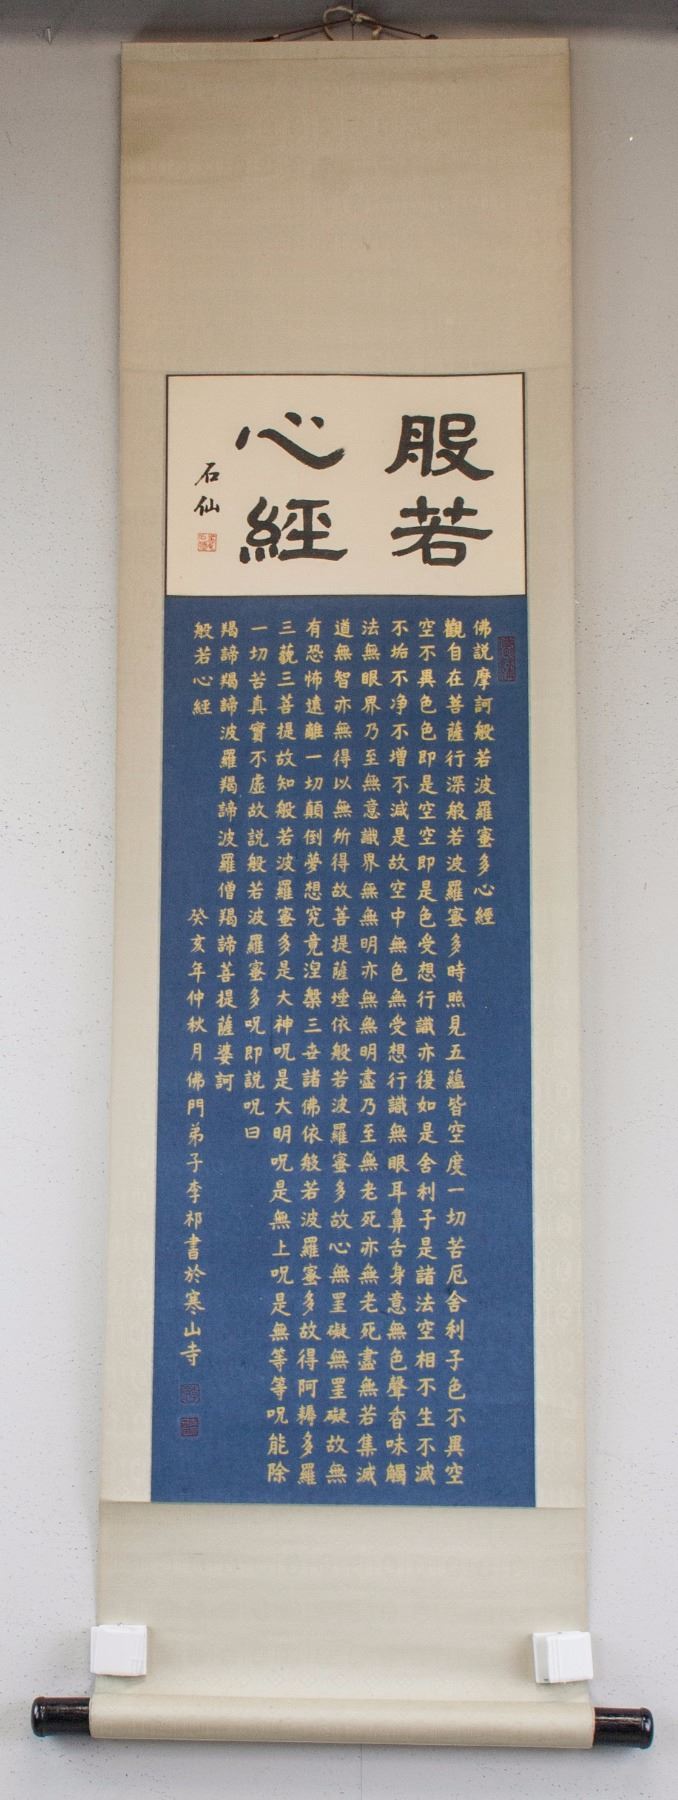 般若
心經
石仙
佛説摩訶般若波羅蜜多心經
觀自在菩薩行深般若波羅蜜多時照見五蘊皆空度一切苦厄舍利子色不異空
空不異色色即是空空即是色受想行識亦復如是舍利子是諸法空相不生不滅
不垢不净不增不減是故空中無色無受想行識無眼耳鼻舌身意無色聲香味觸
法無眼界乃至無意識界無無明亦無無明盡乃至無老死亦無老死盡無苦集滅
道無智亦無得以無所得故菩提薩埵依般若波羅蜜多故心無罣礙無罣礙故無
有恐怖遠離一切顛倒夢想究竟涅槃三世諸佛依般若波羅蜜多故得阿耨多羅
三藐三菩提故知般若波羅蜜多是大神呪是大明呪是無上呪是無等等呪能除
一切苦真實不虛故説般若波羅蜜多呪即説呪曰
羯諦羯諦波羅羯諦波羅僧羯諦菩提薩婆訶
般若心經
癸亥年仲秋月佛門弟子李祁書於寒山寺